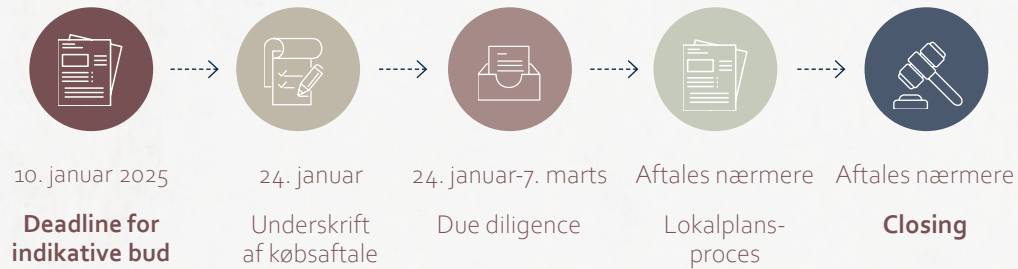 10. januar 2025
Deadline for
indikative bud
24. januar
Underskrift
af købsaftale
24. januar-7. marts
Due diligence
Aftales nærmere
Lokalplans-
proces
Aftales nærmere
Closing